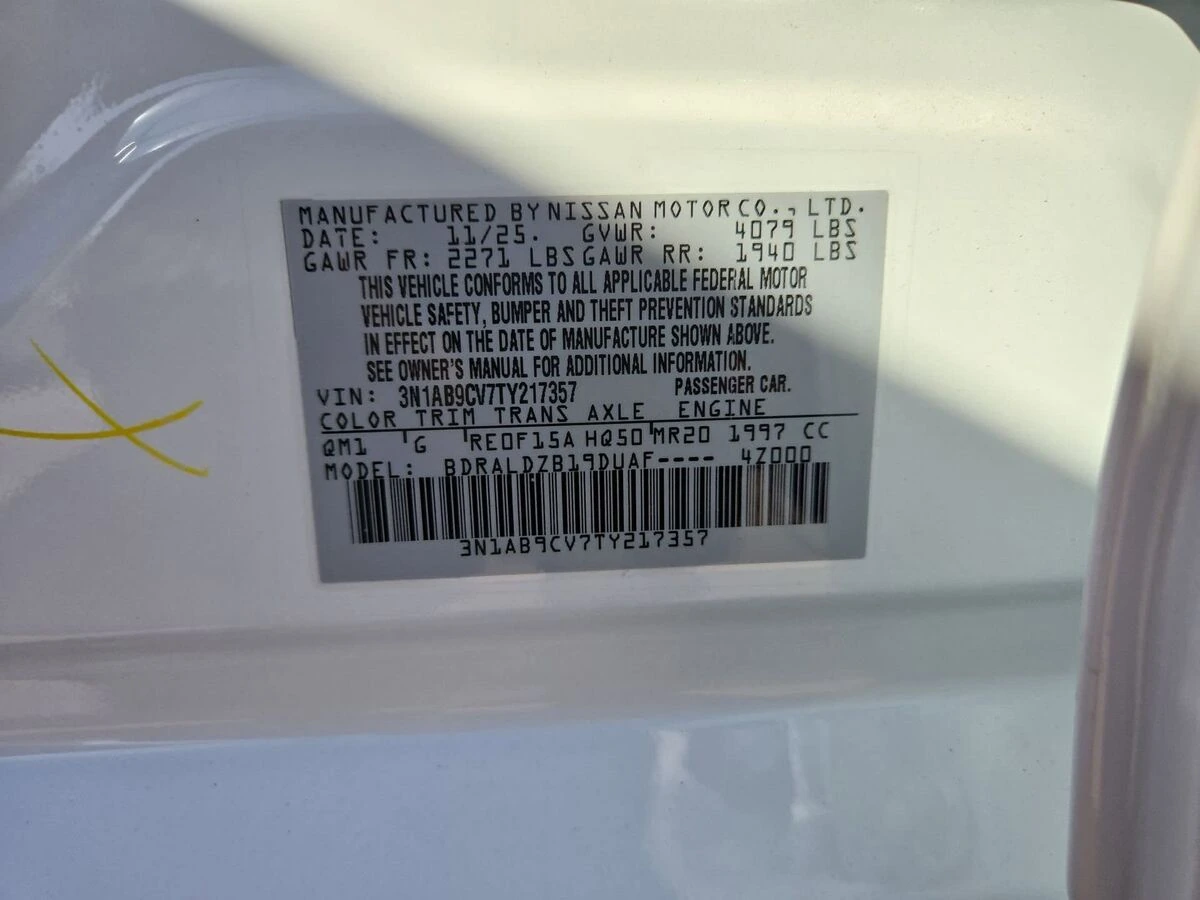 MANUFACTURED BY NISSAN MOTOR CO., LTD.
DATE: 11/25. GVWR: 4079 LBS
GAWR FR: 2271 LBS GAWR RR: 1940 LBS
THIS VEHICLE CONFORMS TO ALL APPLICABLE FEDERAL MOTOR
VEHICLE SAFETY, BUMPER AND THEFT PREVENTION STANDARDS
IN EFFECT ON THE DATE OF MANUFACTURE SHOWN ABOVE.
SEE OWNER'S MANUAL FOR ADDITIONAL INFORMATION.
VIN: 3N1AB9CV7TY217357 PASSENGER CAR.
COLOR TRIM TRANS AXLE ENGINE
QM1 G RE0F15A HQ50 MR20 1997 CC
MODEL: BDRALDZB19DUAF---- 4Z000
3N1AB9CV7TY217357